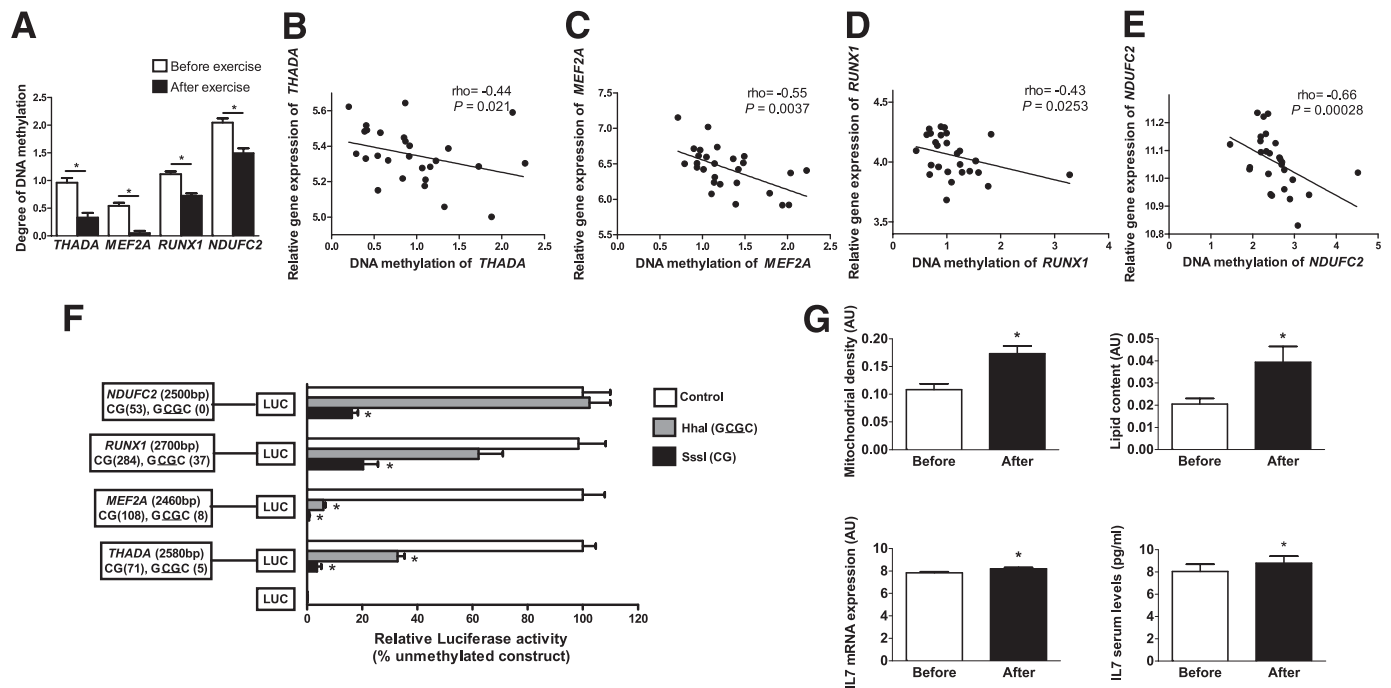 A
Before exercise
After exercise
Degree of DNA methylation
2.5
2.0
1.5
1.0
0.5
0.0
*
*
*
*
THADA MEF2A RUNX1 NDUFC2
B
Relative gene expression of THADA
rho= -0.44
P = 0.021
5.6
5.4
5.2
5.0
0.0 0.5 1.0 1.5 2.0 2.5
DNA methylation of THADA
C
Relative gene expression of MEF2A
rho= -0.55
P = 0.0037
7.5
7.0
6.5
6.0
5.5
0.0 0.5 1.0 1.5 2.0 2.5
DNA methylation of MEF2A
D
Relative gene expression of RUNX1
rho= -0.43
P = 0.0253
4.5
4.0
3.5
0 1 2 3 4
DNA methylation of RUNX1
E
Relative gene expression of NDUFC2
rho= -0.66
P = 0.00028
11.2
11.0
10.8
1 2 3 4 5
DNA methylation of NDUFC2
F
NDUFC2 (2500bp)
CG(53), GCGC (0)
LUC
*
RUNX1 (2700bp)
CG(284), GCGC (37)
LUC
*
MEF2A (2460bp)
CG(108), GCGC (8)
LUC
*
*
THADA (2580bp)
CG(71), GCGC (5)
LUC
*
*
LUC
0 20 40 60 80 100 120
Relative Luciferase activity
(% unmethylated construct)
Control
HhaI (GCGC)
SssI (CG)
G
Mitochondrial density (AU)
0.20
0.15
0.10
0.05
0.00
*
Before After
Lipid content (AU)
0.05
0.04
0.03
0.02
0.01
0.00
*
Before After
IL7 mRNA expression (AU)
10
8
6
4
2
0
*
Before After
IL7 serum levels (pg/ml)
10
8
6
4
2
0
*
Before After